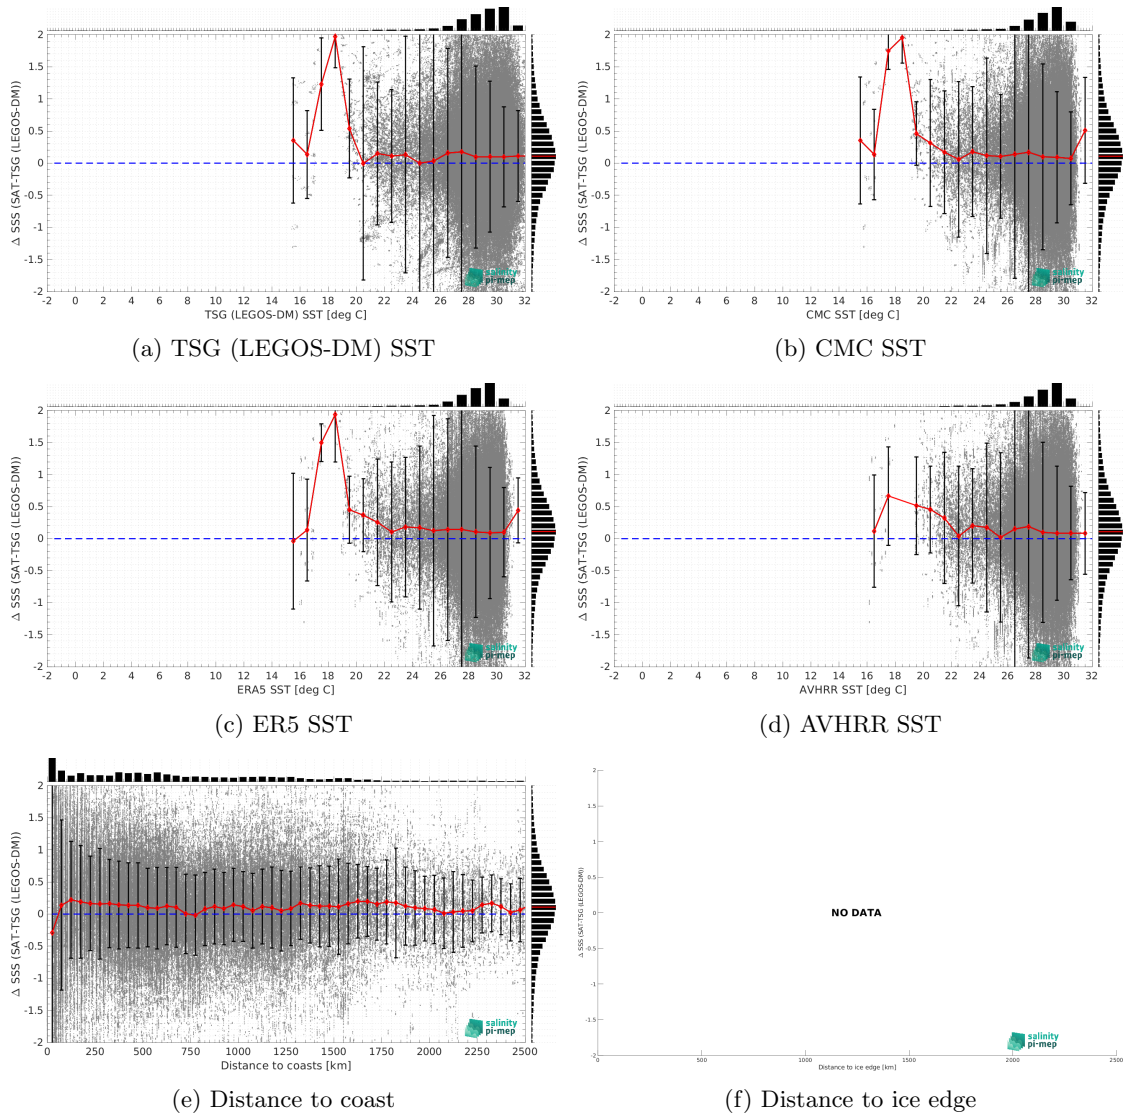 2
1.5
1
0.5
0
-0.5
-1
-1.5
-2
Δ SSS (SAT-TSG (LEGOS-DM))
salinity
pi-mep
-2 0 2 4 6 8 10 12 14 16 18 20 22 24 26 28 30 32
TSG (LEGOS-DM) SST [deg C]
(a) TSG (LEGOS-DM) SST
2
1.5
1
0.5
0
-0.5
-1
-1.5
-2
Δ SSS (SAT-TSG (LEGOS-DM))
salinity
pi-mep
-2 0 2 4 6 8 10 12 14 16 18 20 22 24 26 28 30 32
CMC SST [deg C]
(b) CMC SST
2
1.5
1
0.5
0
-0.5
-1
-1.5
-2
Δ SSS (SAT-TSG (LEGOS-DM))
salinity
pi-mep
-2 0 2 4 6 8 10 12 14 16 18 20 22 24 26 28 30 32
ERA5 SST [deg C]
(c) ER5 SST
2
1.5
1
0.5
0
-0.5
-1
-1.5
-2
Δ SSS (SAT-TSG (LEGOS-DM))
salinity
pi-mep
-2 0 2 4 6 8 10 12 14 16 18 20 22 24 26 28 30 32
AVHRR SST [deg C]
(d) AVHRR SST
2
1.5
1
0.5
0
-0.5
-1
-1.5
-2
Δ SSS (SAT-TSG (LEGOS-DM))
salinity
pi-mep
0 250 500 750 1000 1250 1500 1750 2000 2250 2500
Distance to coasts [km]
(e) Distance to coast
2
1.5
1
0.5
0
-0.5
-1
-1.5
-2
Δ SSS (SAT-TSG (LEGOS-DM))
NO DATA
salinity
pi-mep
0 500 1000 1500 2000 2500
Distance to ice edge [km]
(f) Distance to ice edge